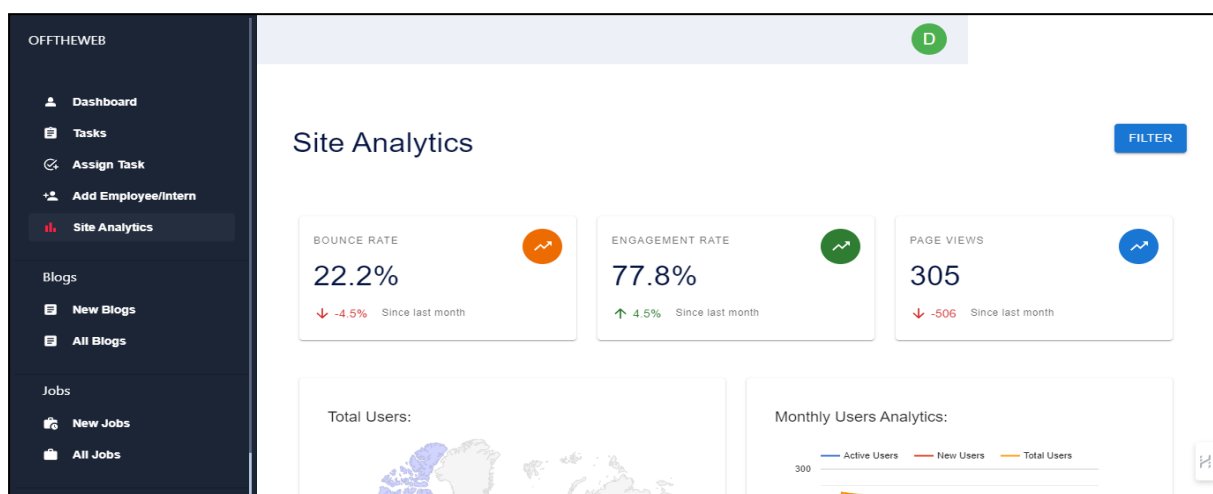 OFFTHEWEB
D
Dashboard
Tasks
Assign Task
Add Employee/Intern
Site Analytics
Blogs
New Blogs
All Blogs
Jobs
New Jobs
All Jobs
Site Analytics
FILTER
BOUNCE RATE
22.2%
-4.5% Since last month
ENGAGEMENT RATE
77.8%
4.5% Since last month
PAGE VIEWS
305
-506 Since last month
Total Users:
Monthly Users Analytics:
Active Users New Users Total Users
300